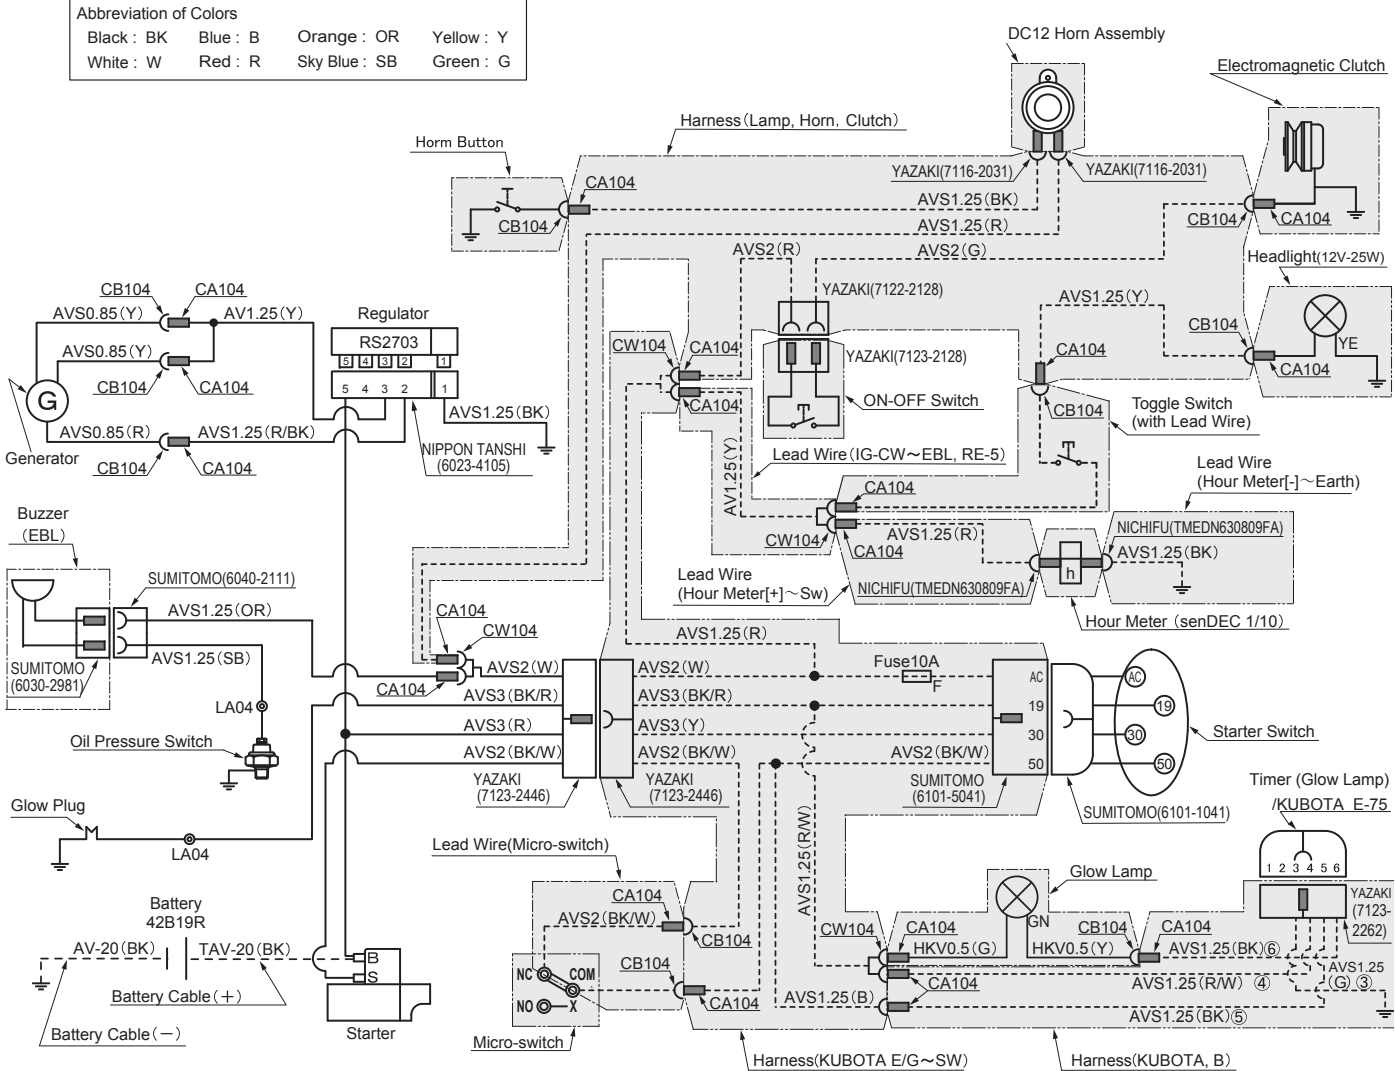 Abbreviation of Colors
Black : BK Blue : B Orange : OR Yellow : Y
White : W Red : R Sky Blue : SB Green : G
DC12 Horn Assembly
Electromagnetic Clutch
Harness(Lamp, Horn, Clutch)
Horm Button
CA104
CB104
YAZAKI(7116-2031)
YAZAKI(7116-2031)
AVS1.25(BK)
AVS1.25(R)
CB104
CA104
AVS2(R)
AVS2(G)
Headlight(12V-25W)
CB104
CA104
YE
AVS1.25(Y)
YAZAKI(7122-2128)
CB104 CA104
AVS0.85(Y) AV1.25(Y)
AVS0.85(Y)
CB104 CA104
G
Generator
AVS0.85(R) AVS1.25(R/BK)
CB104 CA104
Regulator
RS2703
5 4 3 2 1
5 4 3 2 1
AVS1.25(BK)
NIPPON TANSHI
(6023-4105)
CW104 CA104
CA104
YAZAKI(7123-2128)
ON-OFF Switch
CA104
CB104
Toggle Switch
(with Lead Wire)
Lead Wire(IG-CW～EBL, RE-5)
AV1.25(Y)
CA104
CW104
CA104
AVS1.25(R)
Lead Wire
(Hour Meter[-]～Earth)
NICHIFU(TMEDN630809FA)
AVS1.25(BK)
h
Lead Wire
(Hour Meter[+]～Sw)
NICHIFU(TMEDN630809FA)
Hour Meter (senDEC 1/10)
Buzzer
(EBL)
SUMITOMO(6040-2111)
AVS1.25(OR)
AVS1.25(SB)
SUMITOMO
(6030-2981)
LA04
Oil Pressure Switch
CA104
CW104
CA104
AVS2(W)
AVS3(BK/R)
AVS3(R)
AVS2(BK/W)
YAZAKI
(7123-2446)
YAZAKI
(7123-2446)
AVS1.25(R)
AVS2(W)
AVS3(BK/R)
AVS3(Y)
AVS2(BK/W)
Fuse10A
F
AVS2(BK/W)
AC
19
30
50
AC
19
30
50
SUMITOMO
(6101-5041)
SUMITOMO(6101-1041)
Starter Switch
Glow Plug
LA04
Timer (Glow Lamp)
/KUBOTA E-75
1 2 3 4 5 6
YAZAKI
(7123-
2262)
Battery
42B19R
AV-20(BK) TAV-20(BK)
Battery Cable(+)
Battery Cable(−)
B
S
Starter
Lead Wire(Micro-switch)
CA104
AVS2(BK/W)
CB104
CB104
CA104
NC COM
NO X
Micro-switch
AVS1.25(R/W)
AVS1.25(B)
Glow Lamp
GN
CW104 CA104
HKV0.5(G) HKV0.5(Y)
CB104 CA104
AVS1.25(BK)⑥
CA104
AVS1.25(R/W) ④
AVS1.25
(G) ③
AVS1.25(BK)⑤
Harness(KUBOTA E/G～SW)
Harness(KUBOTA, B)